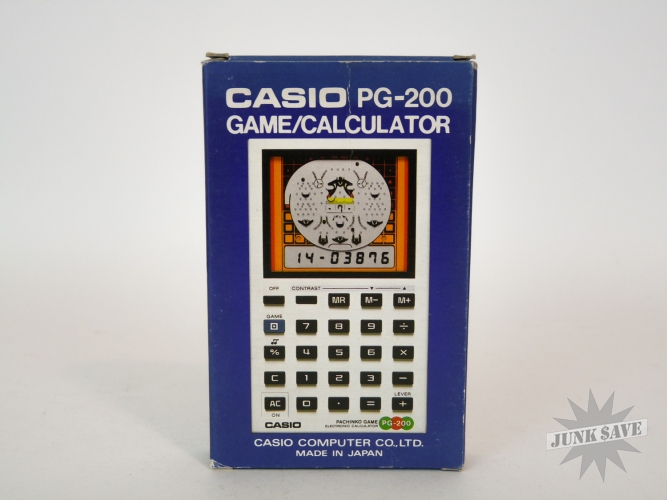 CASIO PG-200
GAME/CALCULATOR
7
14-03876
OFF CONTRAST ▼ ▲
MR M- M+
GAME
7 8 9 ÷
% 4 5 6 ×
C 1 2 3 −
LEVER
AC 0 · = +
ON
CASIO PACHINKO GAME
ELECTRONIC CALCULATOR PG-200
CASIO COMPUTER CO., LTD.
MADE IN JAPAN
JUNK SAVE